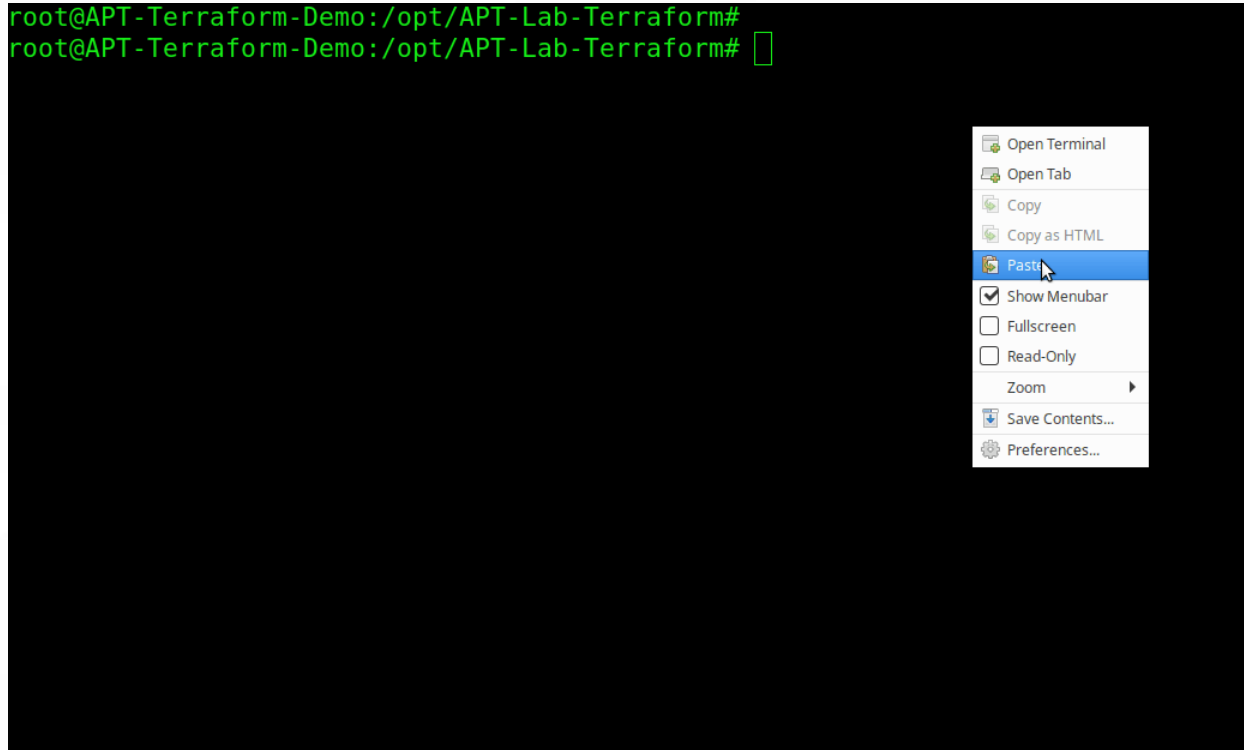 root@APT-Terraform-Demo:/opt/APT-Lab-Terraform#
root@APT-Terraform-Demo:/opt/APT-Lab-Terraform#
Open Terminal
Open Tab
Copy
Copy as HTML
Paste
Show Menubar
Fullscreen
Read-Only
Zoom
Save Contents...
Preferences...